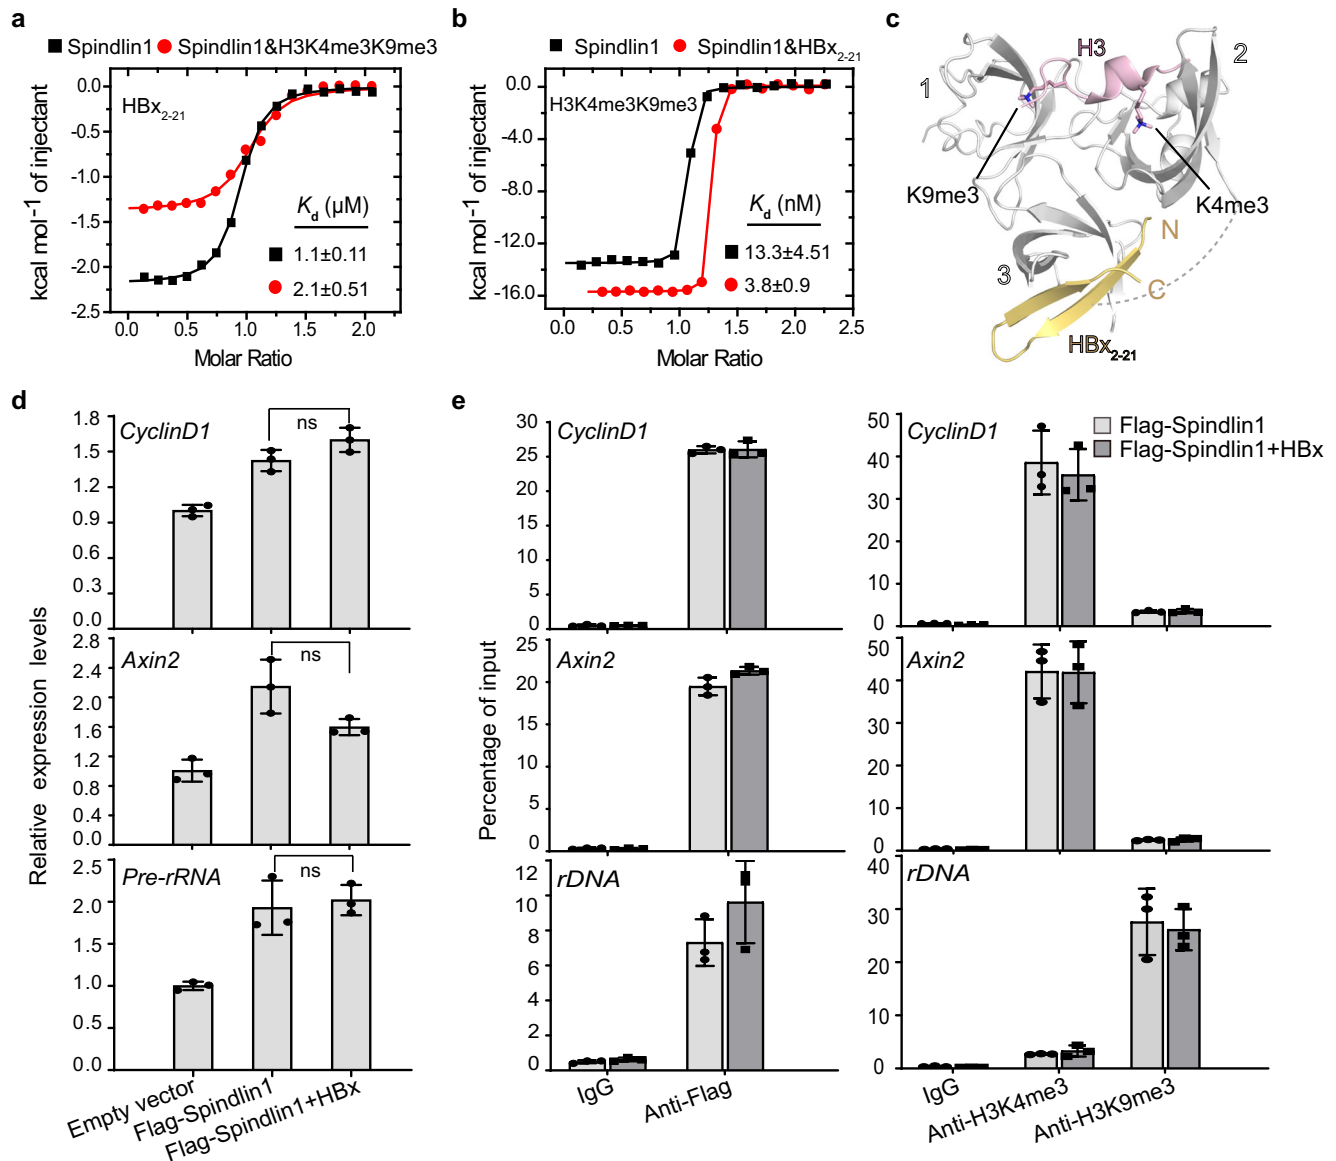 a
Spindlin1 Spindlin1&H3K4me3K9me3
0.0
-0.5
-1.0
-1.5
-2.0
-2.5
kcal mol⁻¹ of injectant
HBx2-21
Kd (µM)
1.1±0.11
2.1±0.51
0.0 0.5 1.0 1.5 2.0
Molar Ratio
b
Spindlin1 Spindlin1&HBx2-21
0.0
-4.0
-8.0
-12.0
-16.0
kcal mol⁻¹ of injectant
H3K4me3K9me3
Kd (nM)
13.3±4.51
3.8±0.9
0.0 0.5 1.0 1.5 2.0 2.5
Molar Ratio
c
H3
1
2
K9me3
K4me3
3
N
C
HBx2-21
d
Relative expression levels
CyclinD1
ns
1.8
1.5
1.2
0.9
0.6
0.3
0.0
Axin2
ns
2.8
2.4
2.0
1.6
1.2
0.8
0.4
0.0
Pre-rRNA
ns
2.5
2.0
1.5
1.0
0.5
0.0
Empty vector
Flag-Spindlin1
Flag-Spindlin1+HBx
e
Percentage of input
CyclinD1
30
25
20
15
10
5
0
Axin2
25
20
15
10
5
0
rDNA
12
10
8
6
4
2
0
IgG
Anti-Flag
CyclinD1
Flag-Spindlin1
Flag-Spindlin1+HBx
50
40
30
20
10
0
Axin2
50
40
30
20
10
0
rDNA
40
30
20
10
0
IgG
Anti-H3K4me3
Anti-H3K9me3